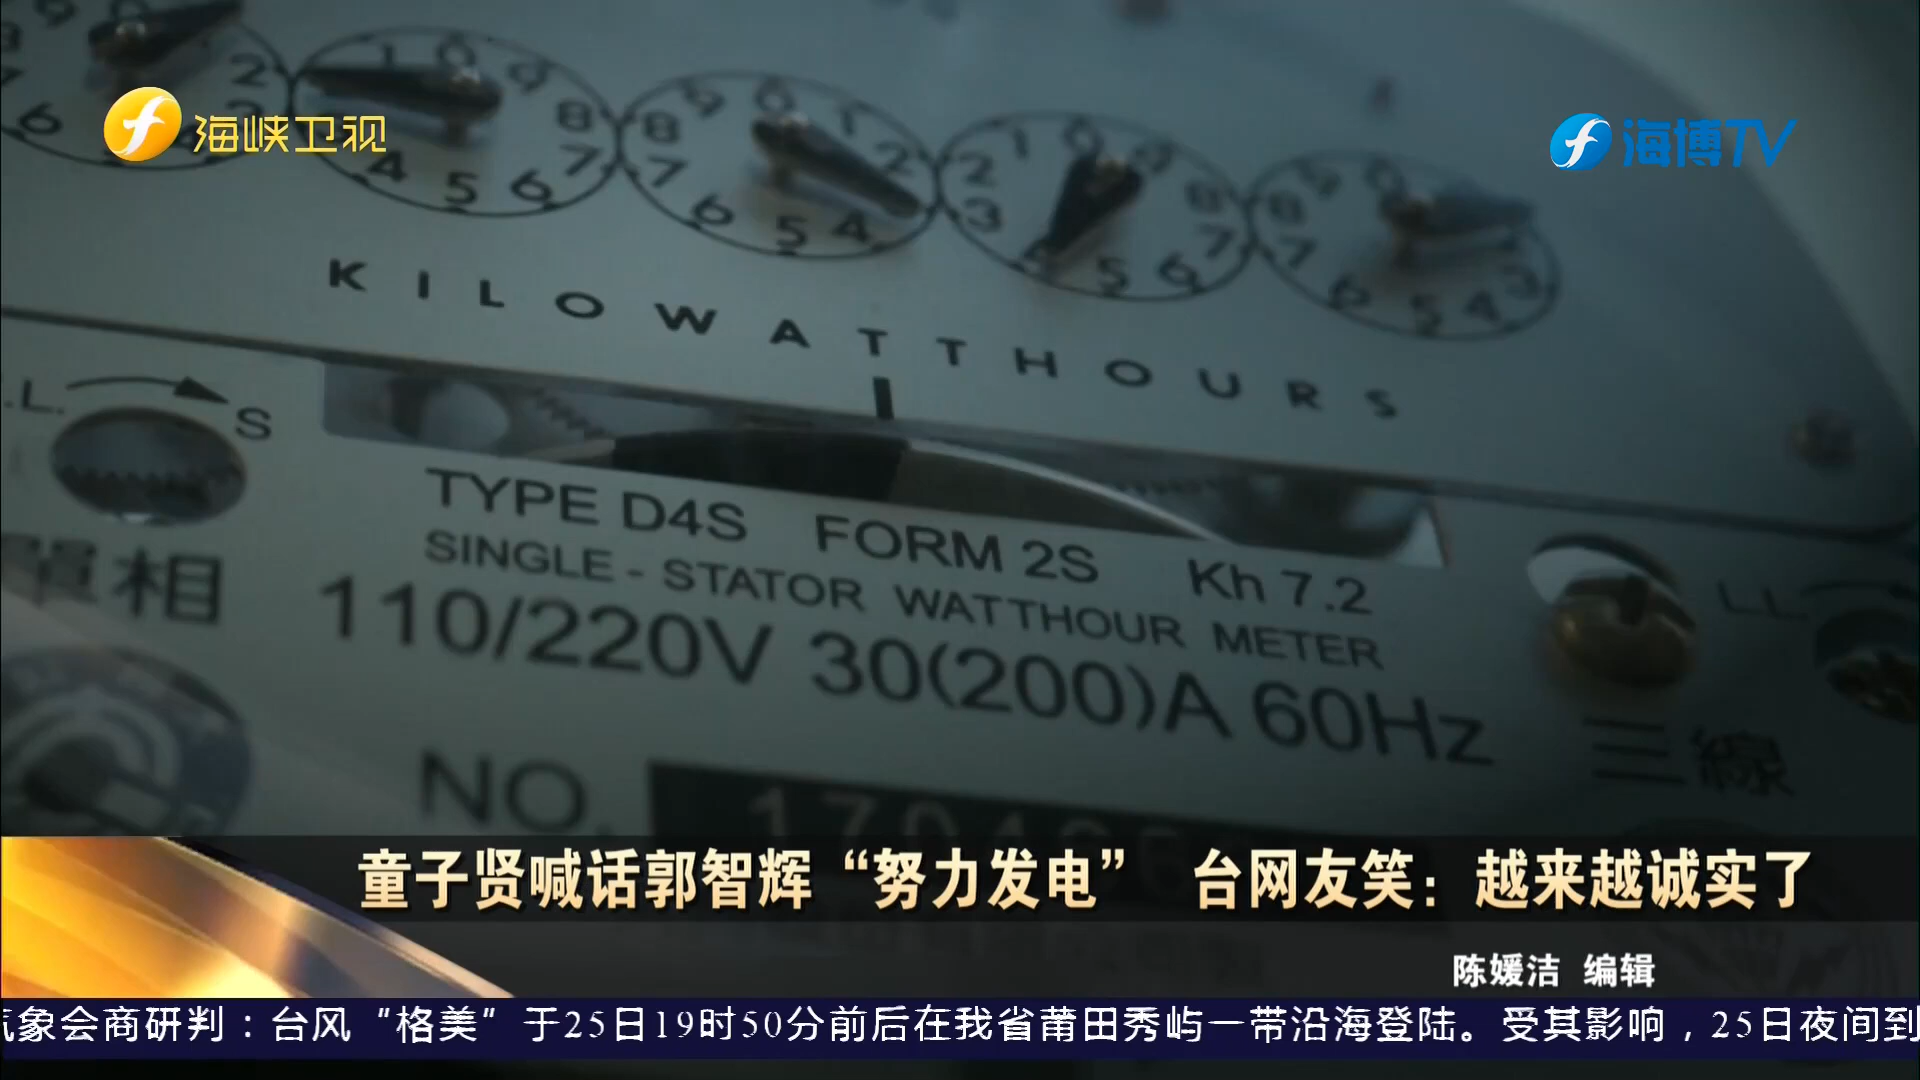 海峡卫视
海博TV
KILOWATTHOURS
S
TYPE D4S FORM 2S Kh 7.2
SINGLE - STATOR WATTHOUR METER
單相
110/220V 30(200)A 60Hz
LL
三線
NO.
童子贤喊话郭智辉“努力发电” 台网友笑：越来越诚实了
陈媛洁 编辑
气象会商研判：台风“格美”于25日19时50分前后在我省莆田秀屿一带沿海登陆。受其影响，25日夜间到